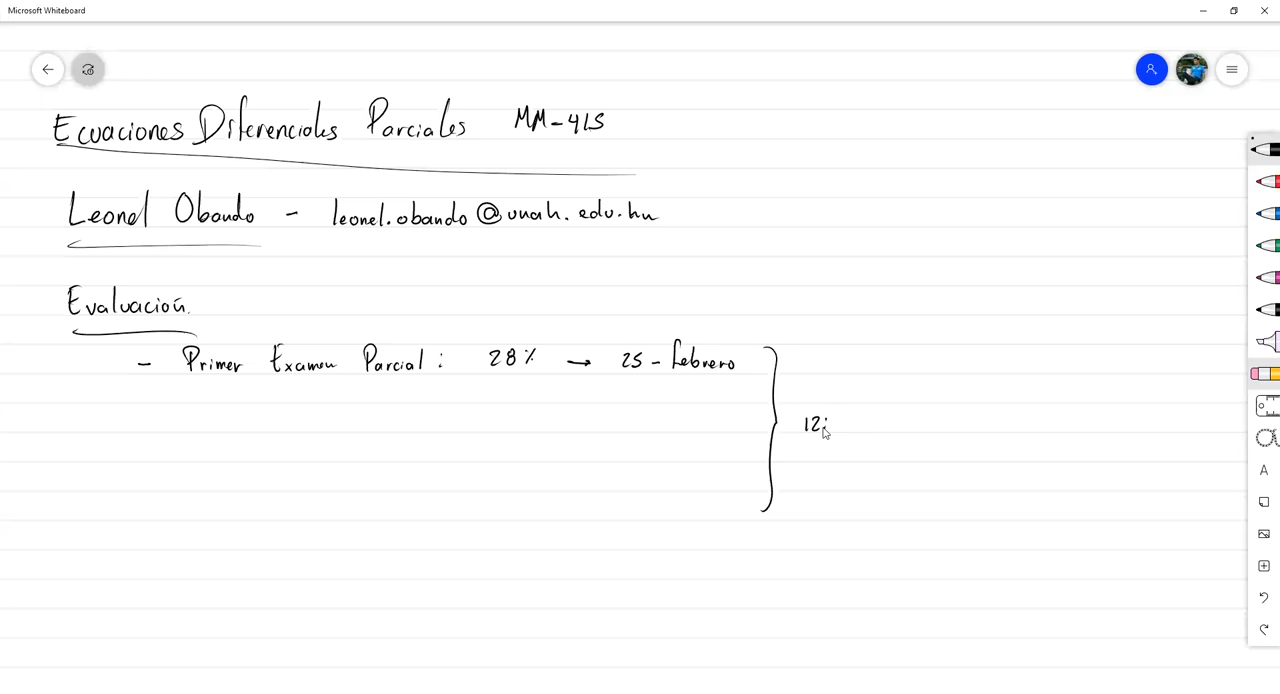 Microsoft Whiteboard
Ecuaciones Diferenciales Parciales MM-415
Leonel Obando - leonel.obando@unah.edu.hn
Evaluación.
- Primer Examen Parcial: 28% → 25-Febrero
12:
A